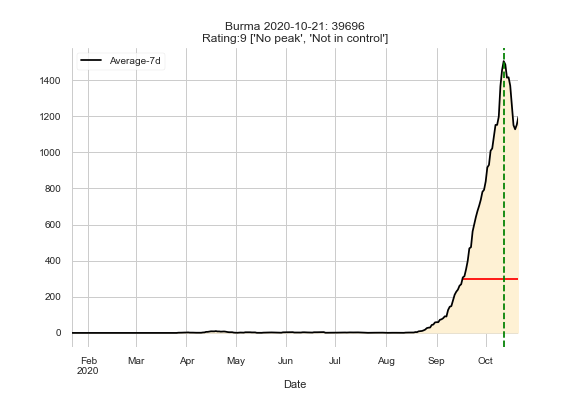 Burma 2020-10-21: 39696
Rating:9 ['No peak', 'Not in control']
Average-7d
1400
1200
1000
800
600
400
200
0
Feb Mar Apr May Jun Jul Aug Sep Oct
2020
Date